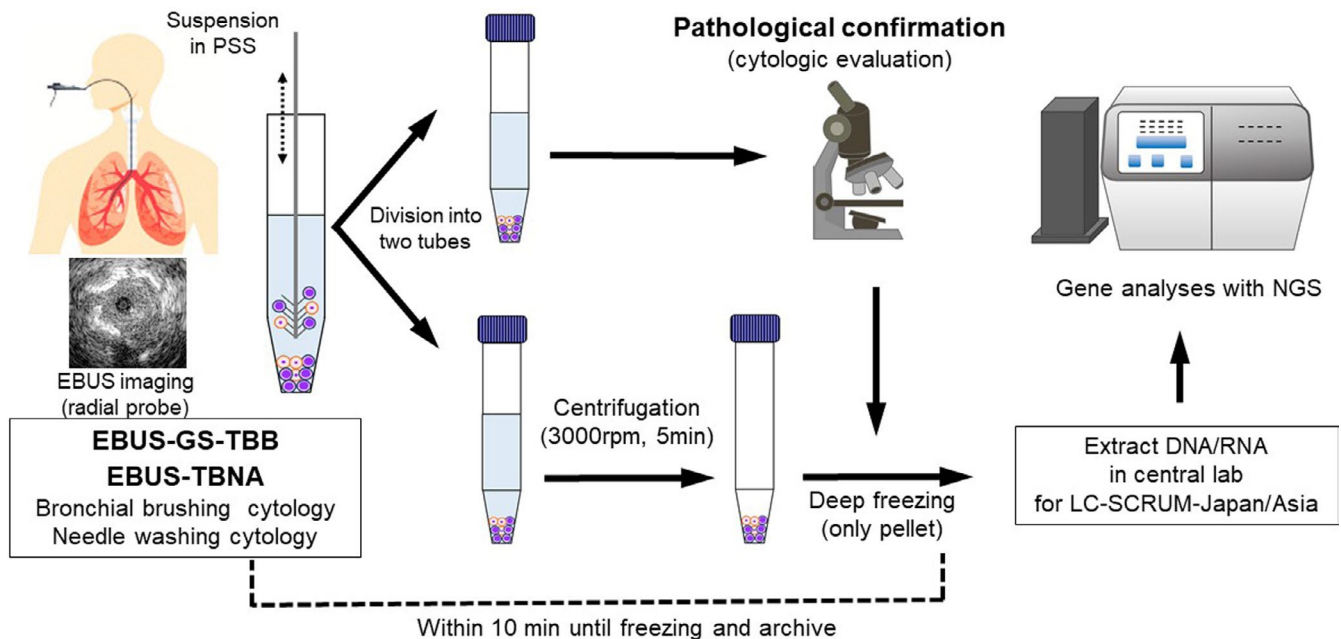 Suspension
in PSS
Pathological confirmation
(cytologic evaluation)
Division into
two tubes
EBUS imaging
(radial probe)
EBUS-GS-TBB
EBUS-TBNA
Bronchial brushing cytology
Needle washing cytology
Centrifugation
(3000rpm, 5min)
Deep freezing
(only pellet)
Gene analyses with NGS
Extract DNA/RNA
in central lab
for LC-SCRUM-Japan/Asia
Within 10 min until freezing and archive